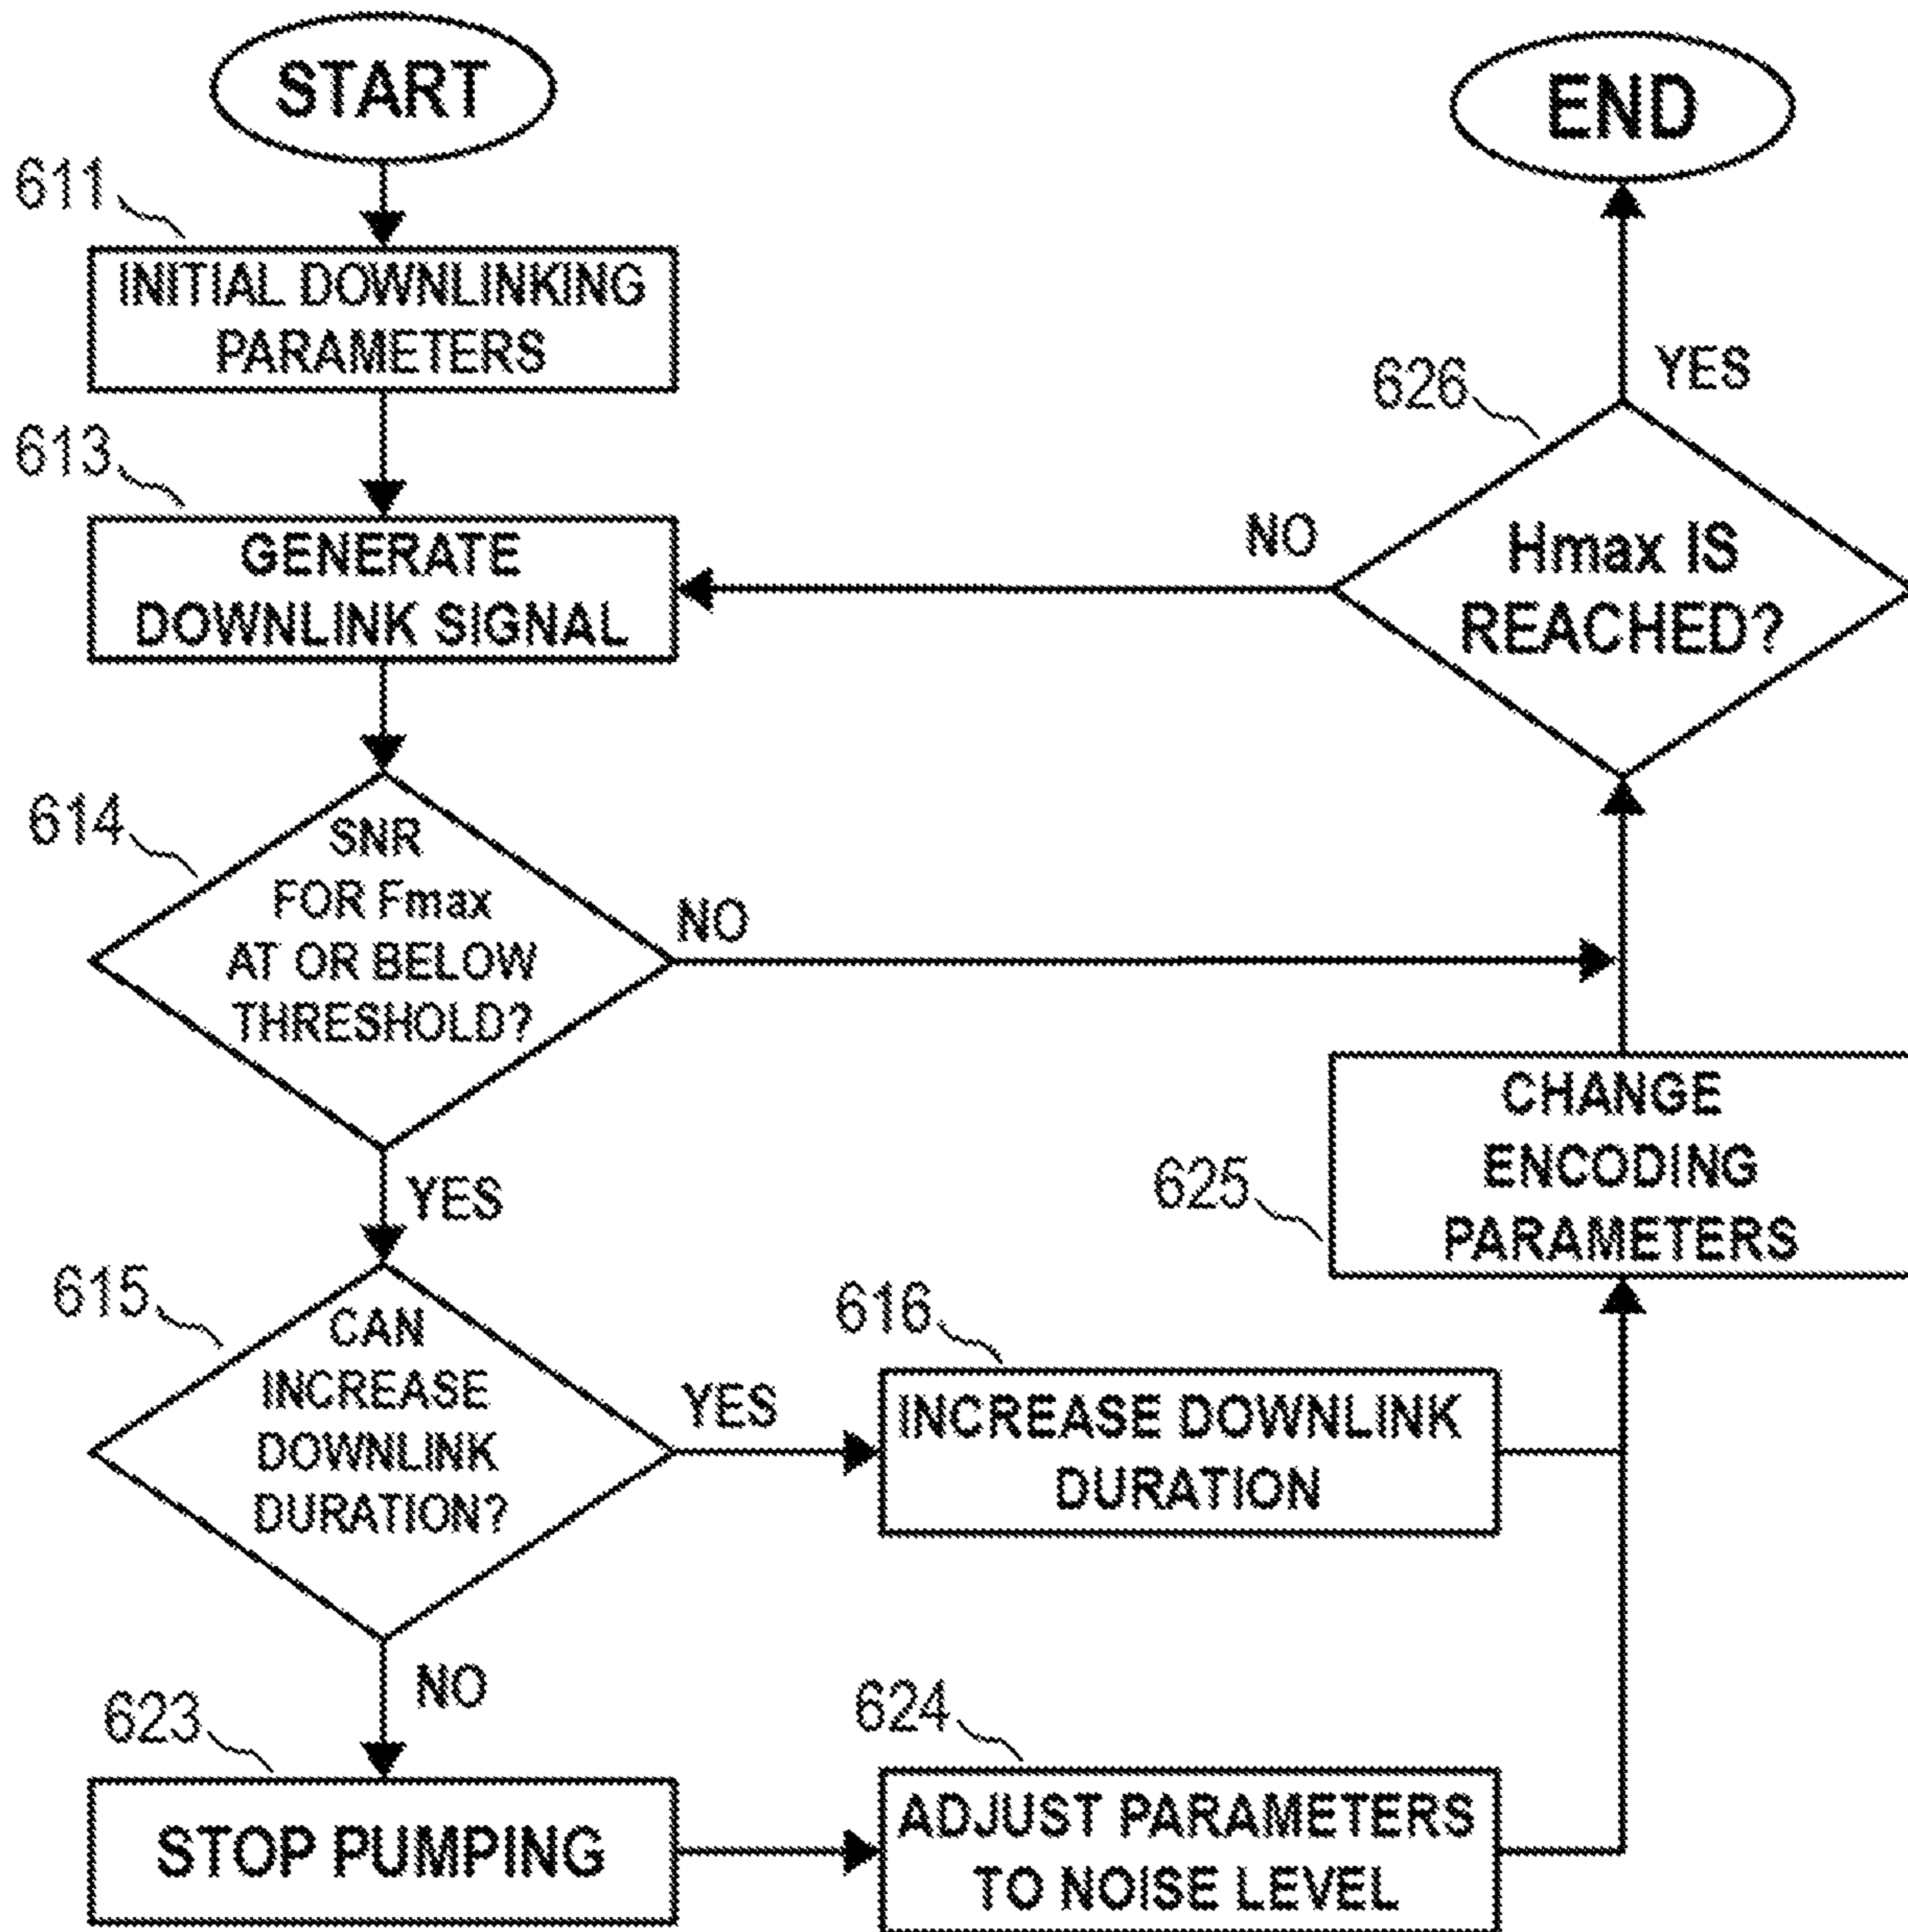 START
END
611
INITIAL DOWNLINKING
PARAMETERS
626
YES
613
GENERATE
DOWNLINK SIGNAL
NO
Hmax IS
REACHED?
614
SNR
FOR Fmax
AT OR BELOW
THRESHOLD?
NO
YES
625
CHANGE
ENCODING
PARAMETERS
615
CAN
INCREASE
DOWNLINK
DURATION?
YES
616
INCREASE DOWNLINK
DURATION
NO
623
STOP PUMPING
624
ADJUST PARAMETERS
TO NOISE LEVEL